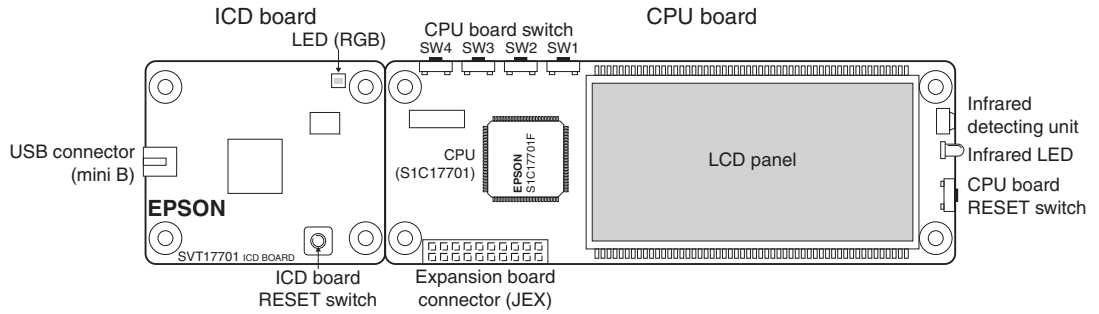 ICD board
CPU board
LED (RGB)
CPU board switch
SW4 SW3 SW2 SW1
USB connector
(mini B)
CPU
(S1C17701)
EPSON
S1C17701F
LCD panel
Infrared
detecting unit
Infrared LED
CPU board
RESET switch
EPSON
SVT17701 ICD BOARD
ICD board
RESET switch
Expansion board
connector (JEX)